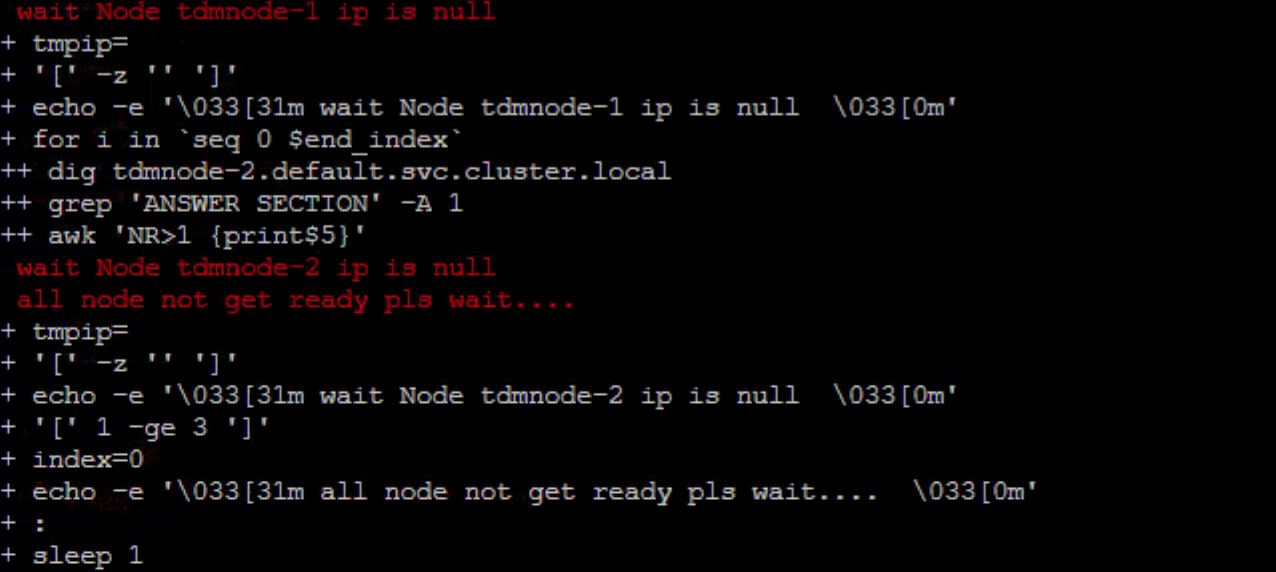 wait Node tdmnode-1 ip is null
+ tmpip=
+ '[' -z '' ']'
+ echo -e '\033[31m wait Node tdmnode-1 ip is null  \033[0m'
+ for i in `seq 0 $end_index`
++ dig tdmnode-2.default.svc.cluster.local
++ grep 'ANSWER SECTION' -A 1
++ awk 'NR>1 {print$5}'
wait Node tdmnode-2 ip is null
all node not get ready pls wait....
+ tmpip=
+ '[' -z '' ']'
+ echo -e '\033[31m wait Node tdmnode-2 ip is null  \033[0m'
+ '[' 1 -ge 3 ']'
+ index=0
+ echo -e '\033[31m all node not get ready pls wait....  \033[0m'
+ :
+ sleep 1